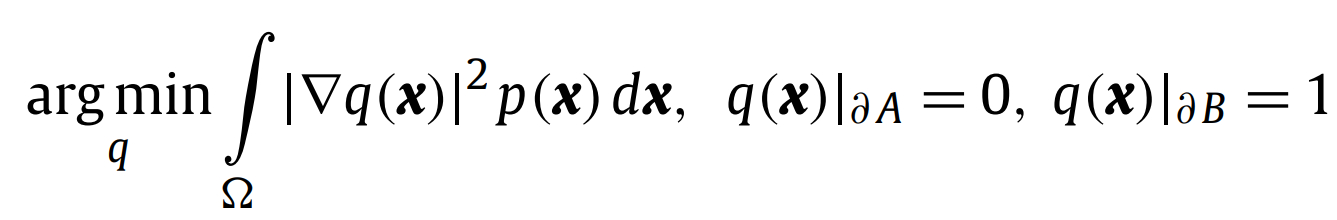 arg min_q ∫_Ω |∇q(𝒙)|² p(𝒙) d𝒙, q(𝒙)|_{∂A} = 0, q(𝒙)|_{∂B} = 1